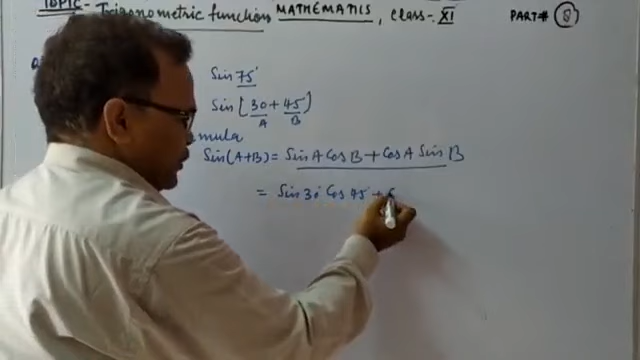 TOPIC - Trigonometric functions MATHEMATICS, Class - XI PART# 8
Sin 75°
Sin [30 + 45]
A B
mula
Sin(A+B) = Sin A Cos B + Cos A Sin B
= Sin 30° Cos 45° +